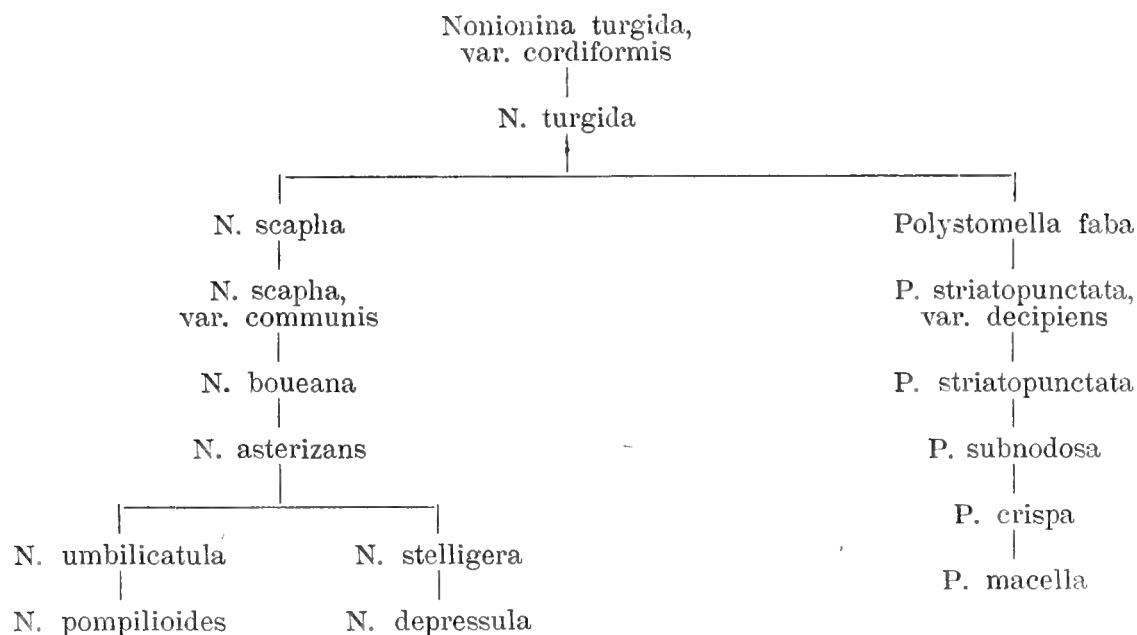 Nonionina turgida,
var. cordiformis
N. turgida
N. scapha
Polystomella faba
N. scapha,
var. communis
P. striatopunctata,
var. decipiens
N. boueana
P. striatopunctata
N. asterizans
P. subnodosa
P. crispa
N. umbilicatula
N. stelligera
P. macella
N. pompilioides
N. depressula